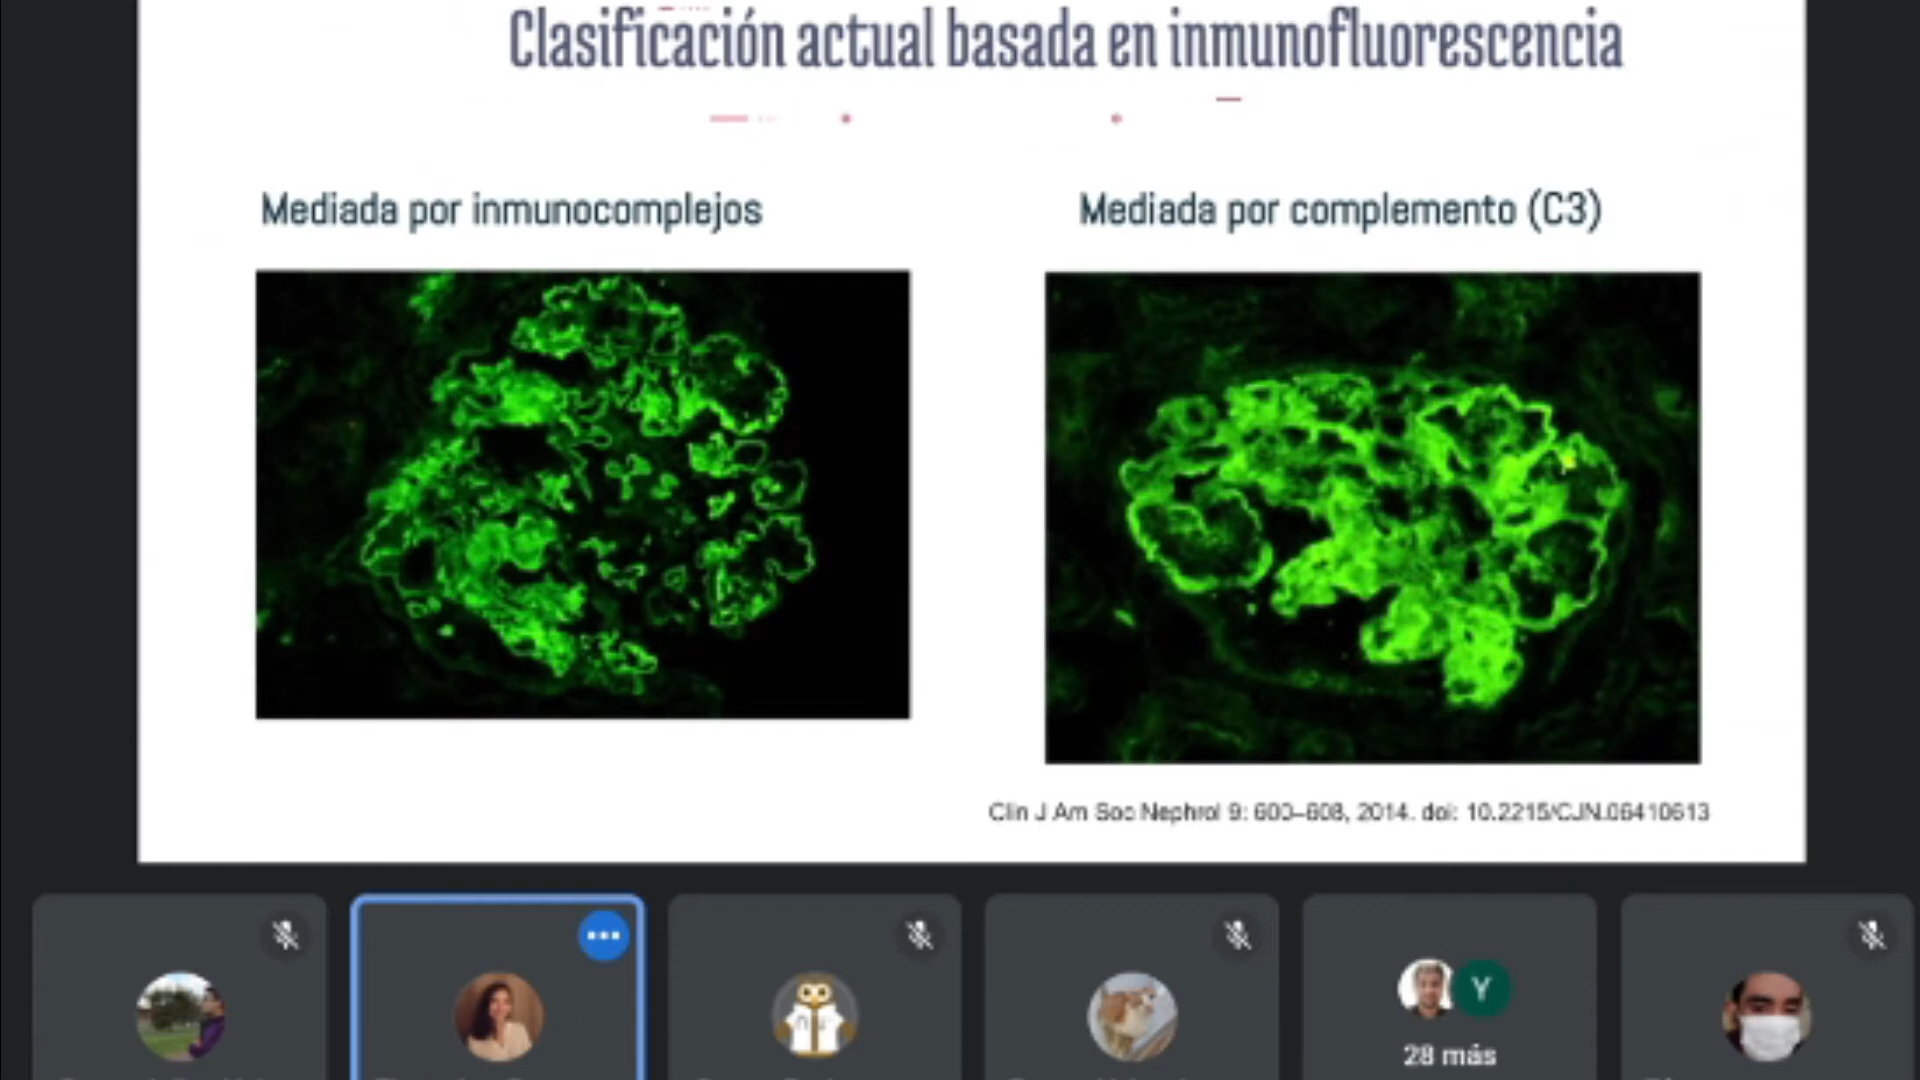 Clasificación actual basada en inmunofluorescencia
Mediada por inmunocomplejos
Mediada por complemento (C3)
Clin J Am Soc Nephrol 9: 600–608, 2014. doi: 10.2215/CJN.06410613
Y
28 más